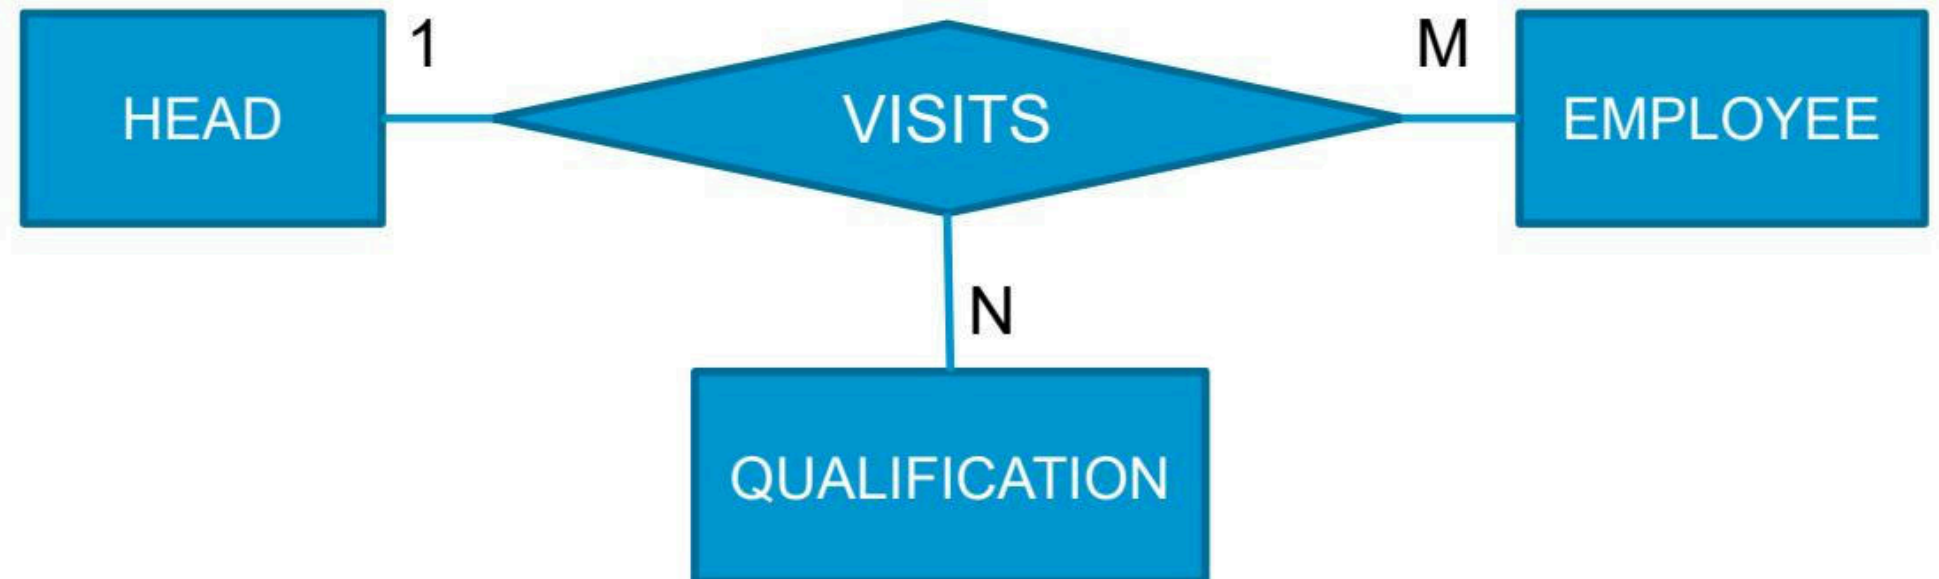 HEAD
1
VISITS
M
EMPLOYEE
N
QUALIFICATION